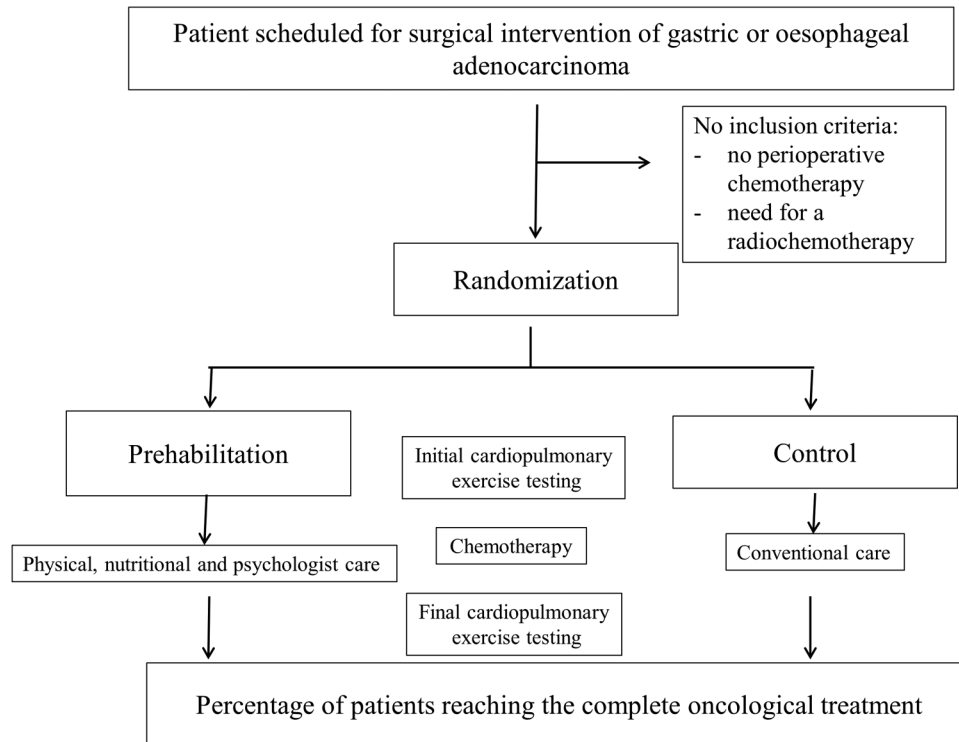 Patient scheduled for surgical intervention of gastric or oesophageal
adenocarcinoma
No inclusion criteria:
- no perioperative
chemotherapy
- need for a
radiochemotherapy
Randomization
Prehabilitation
Initial cardiopulmonary
exercise testing
Control
Chemotherapy
Physical, nutritional and psychologist care
Conventional care
Final cardiopulmonary
exercise testing
Percentage of patients reaching the complete oncological treatment